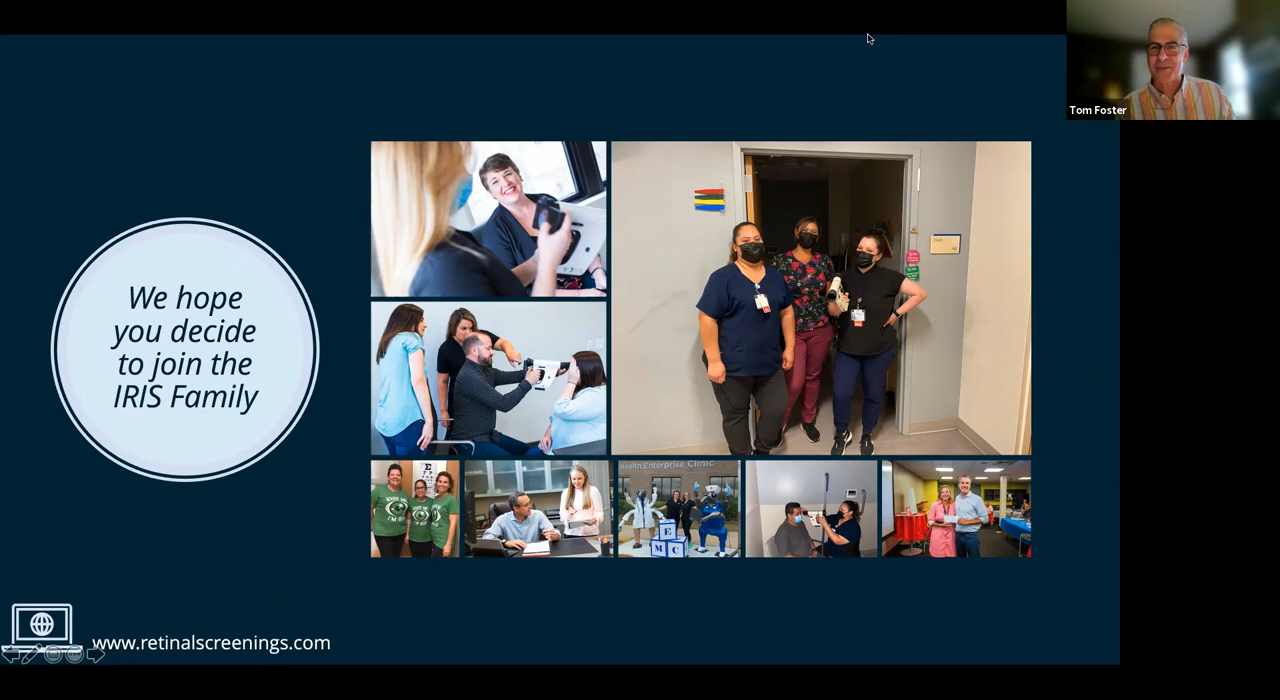 Tom Foster
We hope
you decide
to join the
IRIS Family
Health Enterprise Clinic
E
M C
www.retinalscreenings.com